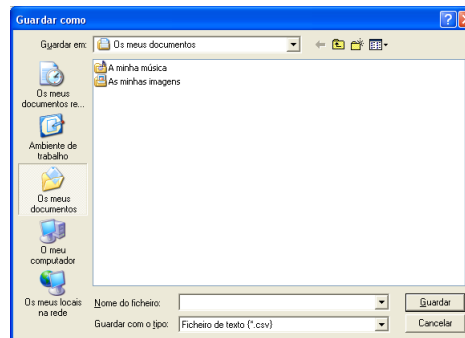 Guardar como
Guardar em:
Os meus documentos
A minha música
As minhas imagens
Os meus
documentos re...
Ambiente de
trabalho
Os meus
documentos
O meu
computador
Os meus locais
na rede
Nome do ficheiro:
Guardar
Guardar com o tipo:
Ficheiro de texto (*.csv)
Cancelar